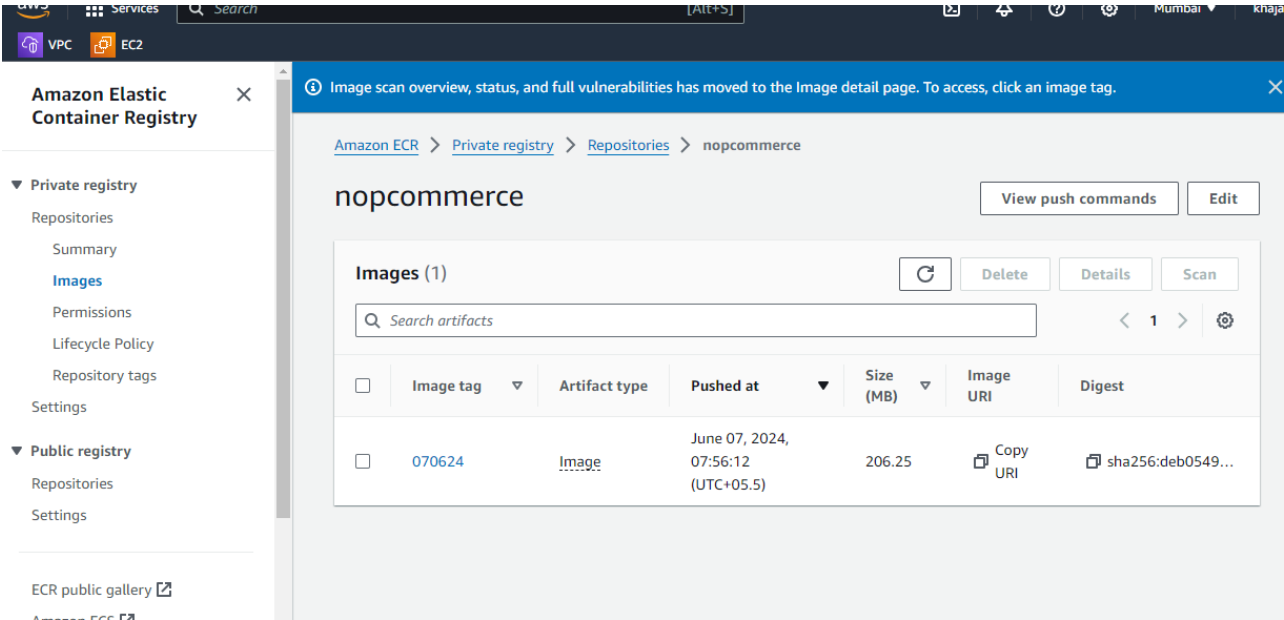 aws Services Search [Alt+S] Mumbai khaja
VPC EC2
Amazon Elastic
Container Registry
Private registry
Repositories
Summary
Images
Permissions
Lifecycle Policy
Repository tags
Settings
Public registry
Repositories
Settings
ECR public gallery
Amazon ECS
Image scan overview, status, and full vulnerabilities has moved to the Image detail page. To access, click an image tag.
Amazon ECR > Private registry > Repositories > nopcommerce
nopcommerce
View push commands Edit
Images (1)
Delete Details Scan
Search artifacts
1
Image tag Artifact type Pushed at Size (MB) Image URI Digest
070624 Image June 07, 2024, 07:56:12 (UTC+05.5) 206.25 Copy URI sha256:deb0549...